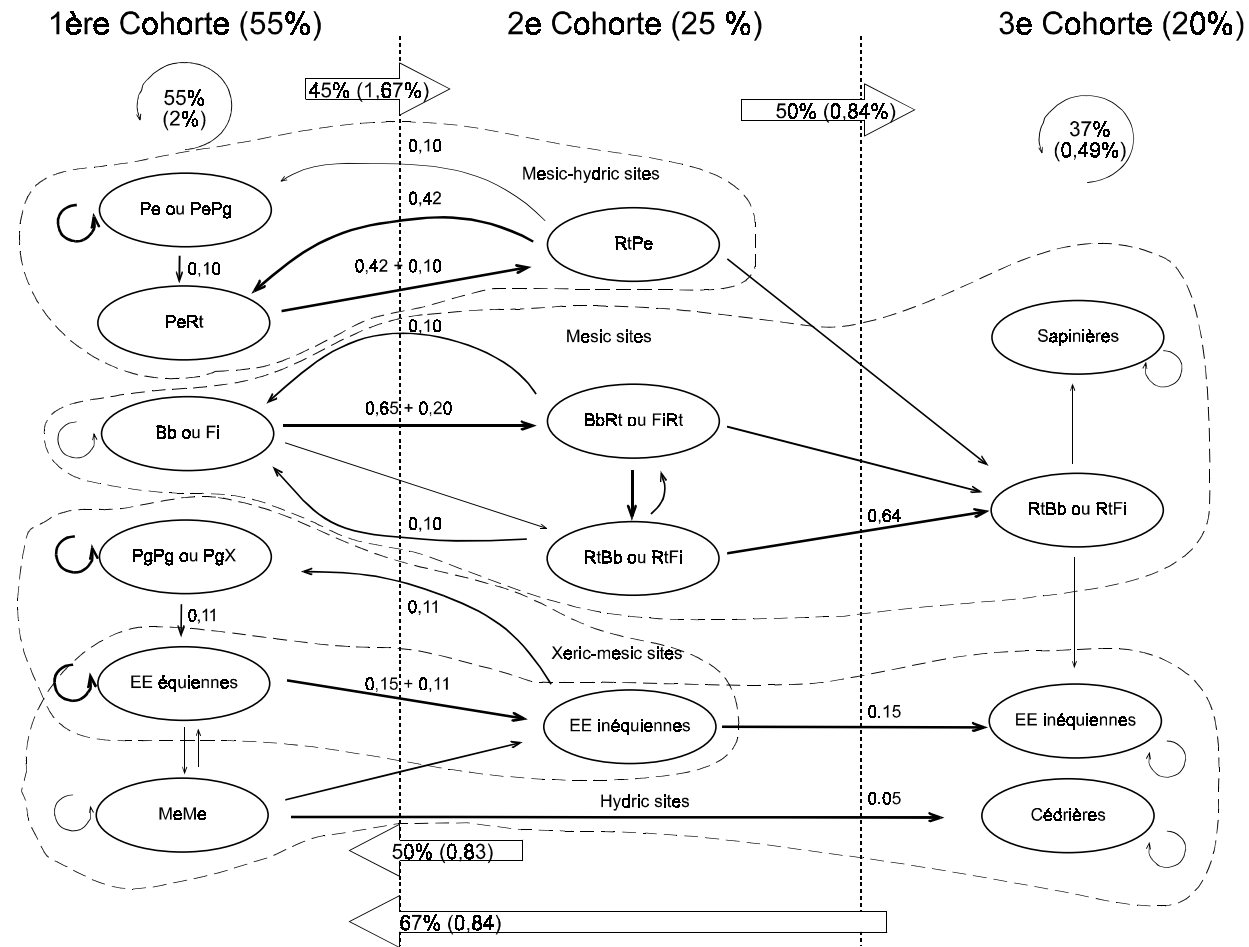 1ère Cohorte (55%)
2e Cohorte (25 %)
3e Cohorte (20%)
55%
(2%)
45% (1,67%)
50% (0,84%)
37%
(0,49%)
0,10
Mesic-hydric sites
Pe ou PePg
0,42
RtPe
0,10
0,42 + 0,10
PeRt
0,10
Mesic sites
Sapinières
0,65 + 0,20
BbRt ou FiRt
Bb ou Fi
0,10
0,64
RtBb ou RtFi
RtBb ou RtFi
PgPg ou PgX
0,11
0,11
Xeric-mesic sites
EE équiennes
0,15 + 0,11
EE inéquiennes
0.15
EE inéquiennes
MeMe
Hydric sites
0.05
Cédrières
50% (0,83)
67% (0,84)